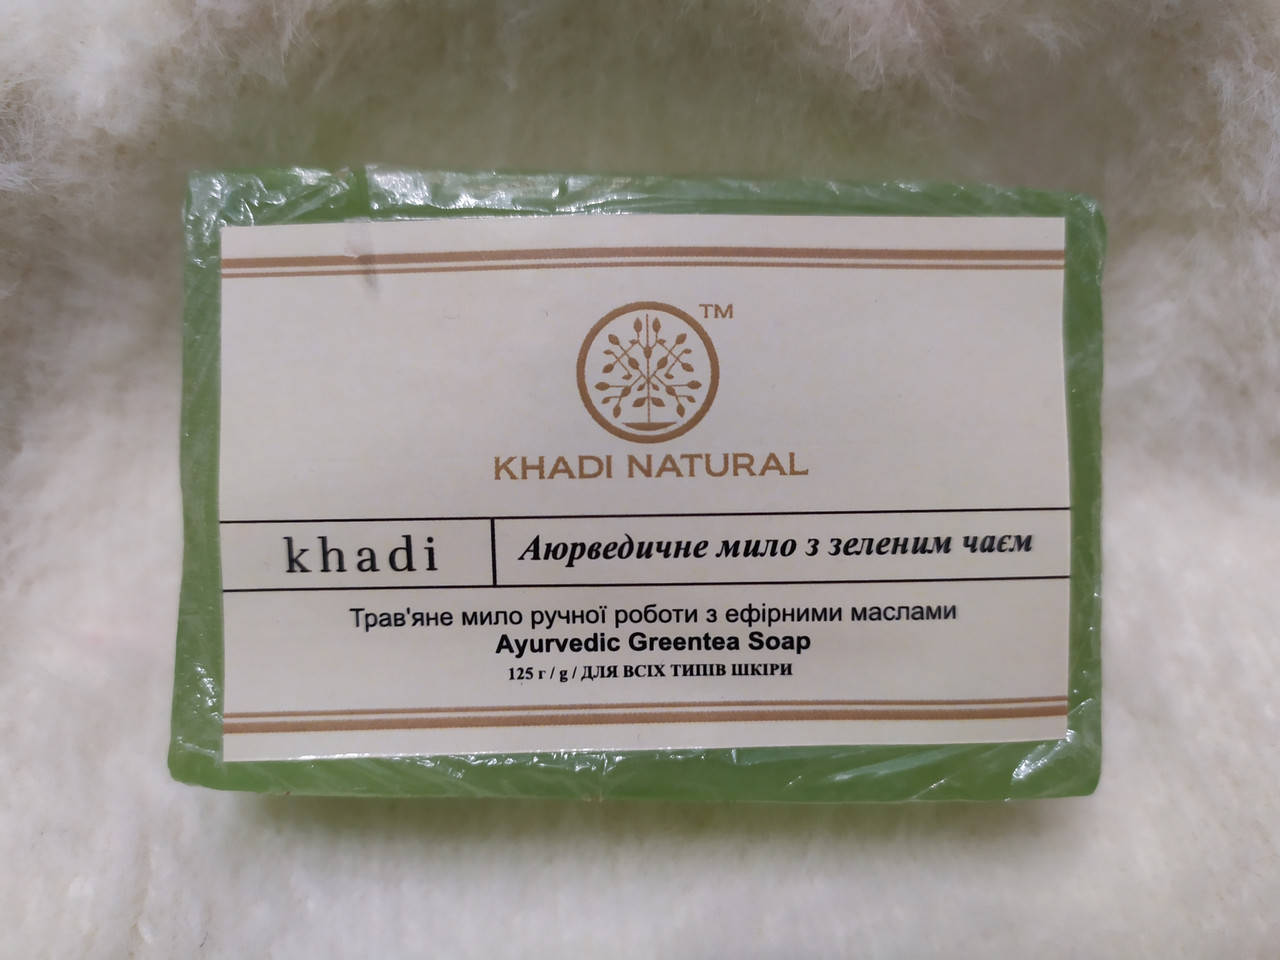 TM
KHADI NATURAL
khadi
Аюрведичне мило з зеленим чаєм
Трав'яне мило ручної роботи з ефірними маслами
Ayurvedic Greentea Soap
125 г / g / ДЛЯ ВСІХ ТИПІВ ШКІРИ